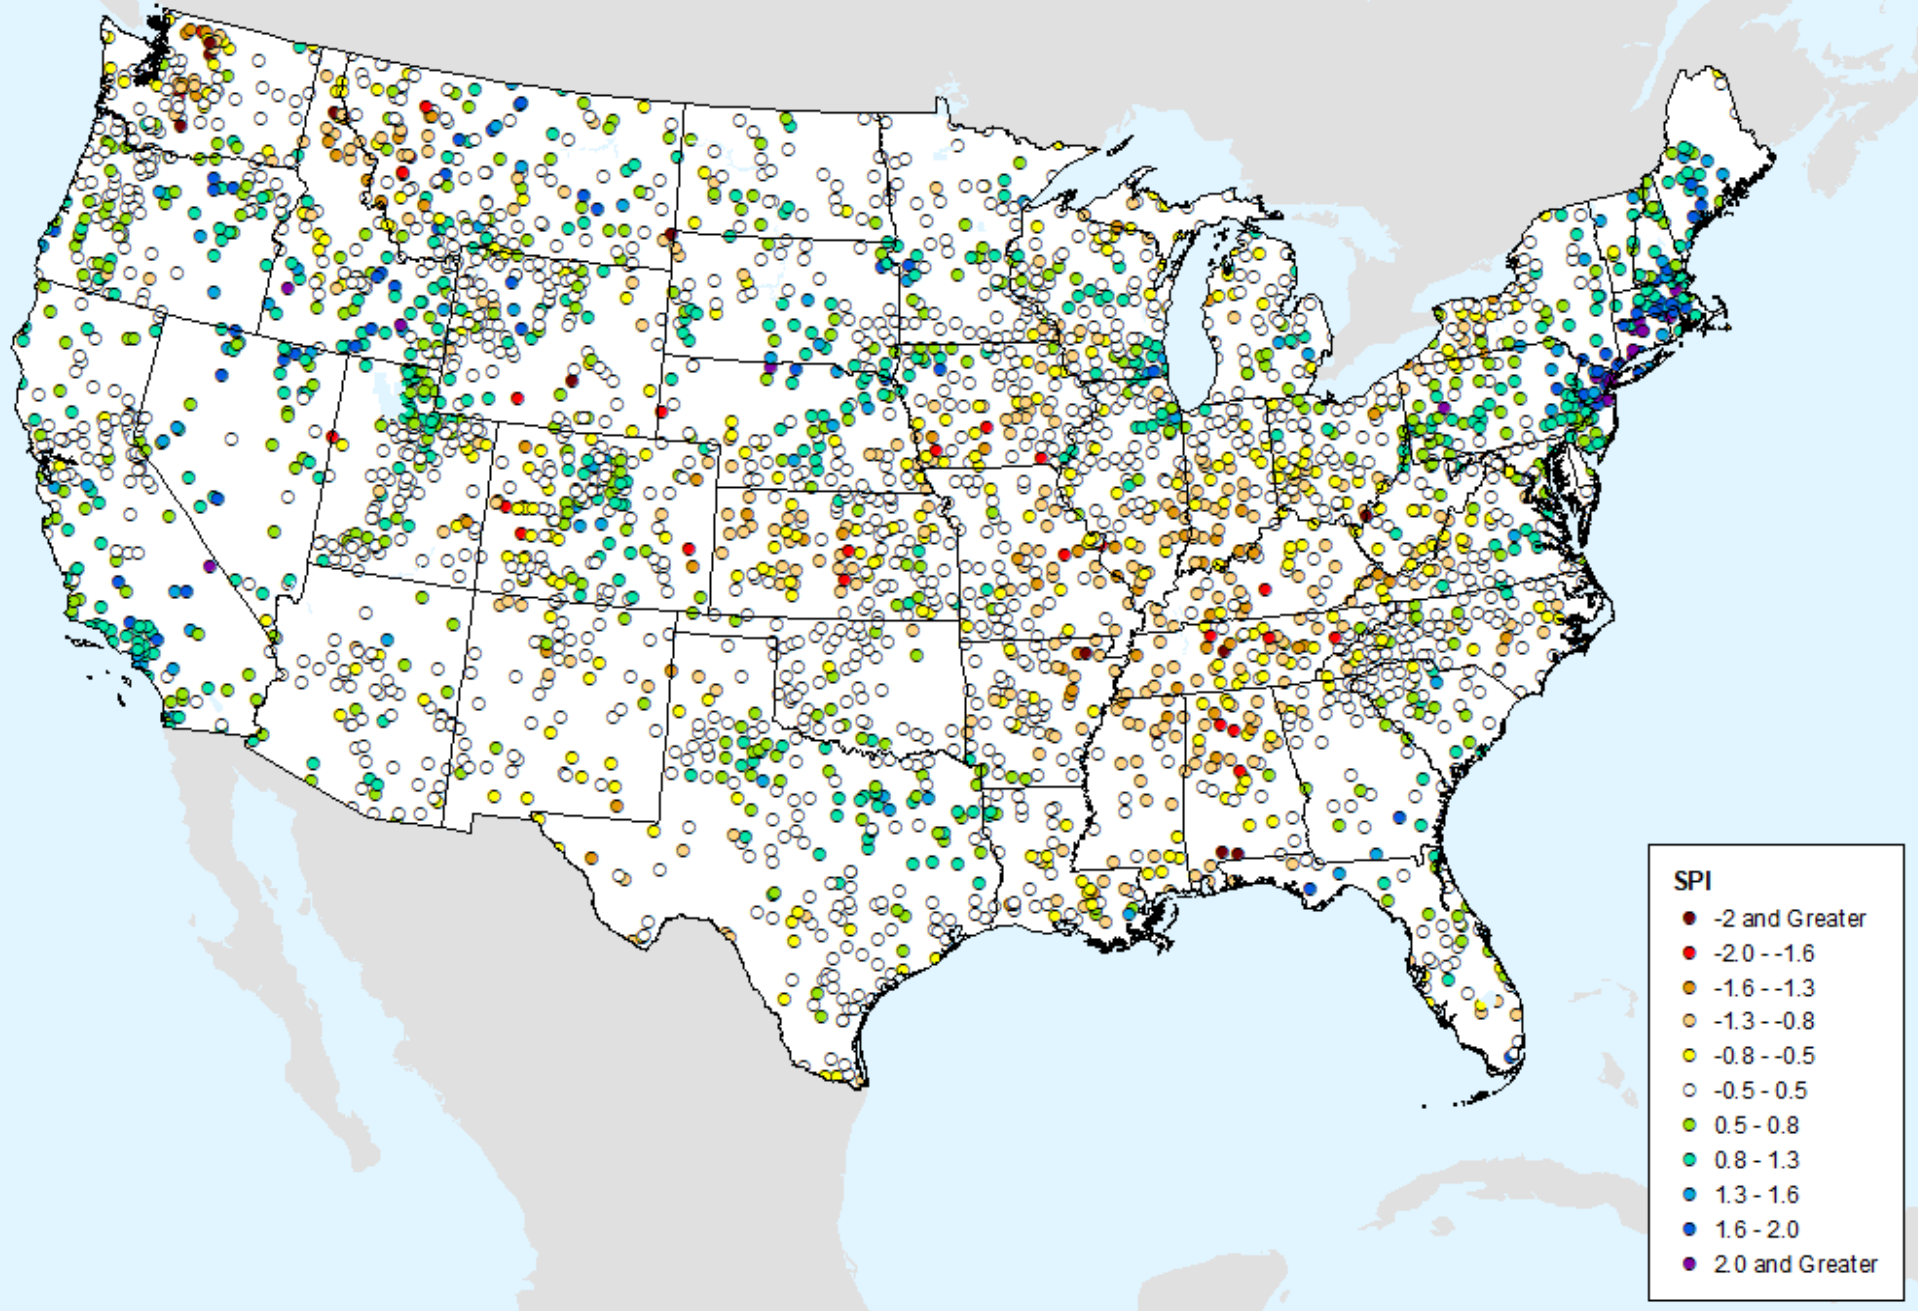 SPI
-2 and Greater
-2.0 - -1.6
-1.6 - -1.3
-1.3 - -0.8
-0.8 - -0.5
-0.5 - 0.5
0.5 - 0.8
0.8 - 1.3
1.3 - 1.6
1.6 - 2.0
2.0 and Greater